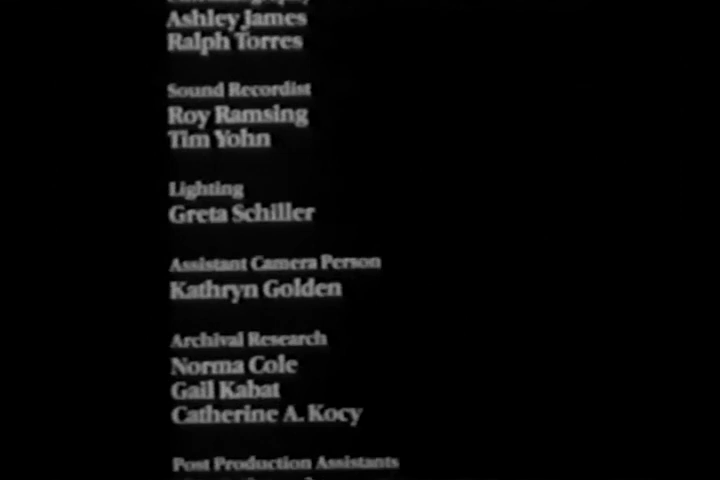 Ashley James
Ralph Torres
Sound Recordist
Roy Ramsing
Tim Yohn
Lighting
Greta Schiller
Assistant Camera Person
Kathryn Golden
Archival Research
Norma Cole
Gail Kabat
Catherine A. Kocy
Post Production Assistants